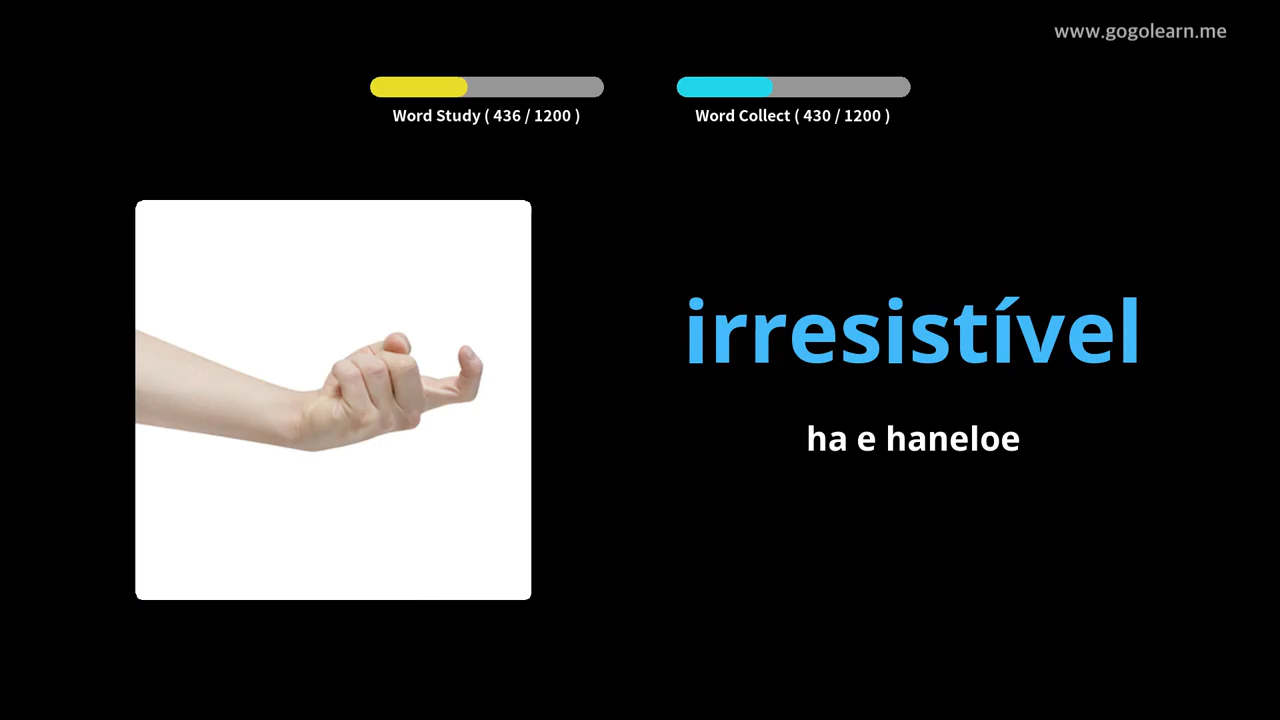 www.gogolearn.me
Word Study ( 436 / 1200 )
Word Collect ( 430 / 1200 )
irresistível
ha e haneloe